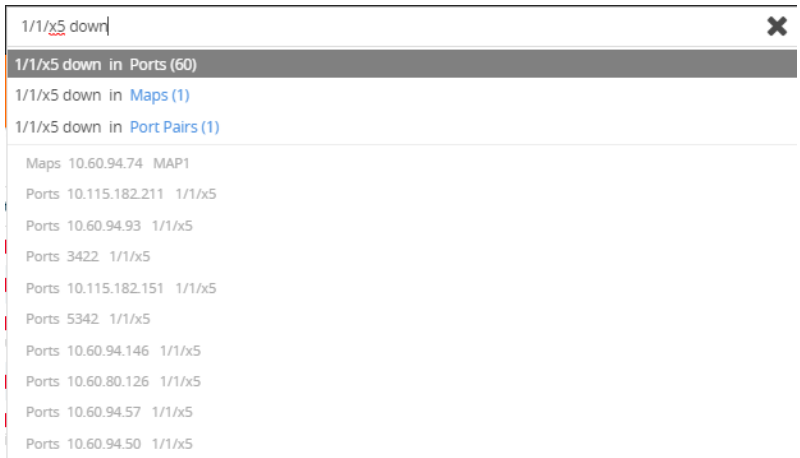 1/1/x5 down
1/1/x5 down in Ports (60)
1/1/x5 down in Maps (1)
1/1/x5 down in Port Pairs (1)
Maps 10.60.94.74 MAP1
Ports 10.115.182.211 1/1/x5
Ports 10.60.94.93 1/1/x5
Ports 3422 1/1/x5
Ports 10.115.182.151 1/1/x5
Ports 5342 1/1/x5
Ports 10.60.94.146 1/1/x5
Ports 10.60.80.126 1/1/x5
Ports 10.60.94.57 1/1/x5
Ports 10.60.94.50 1/1/x5